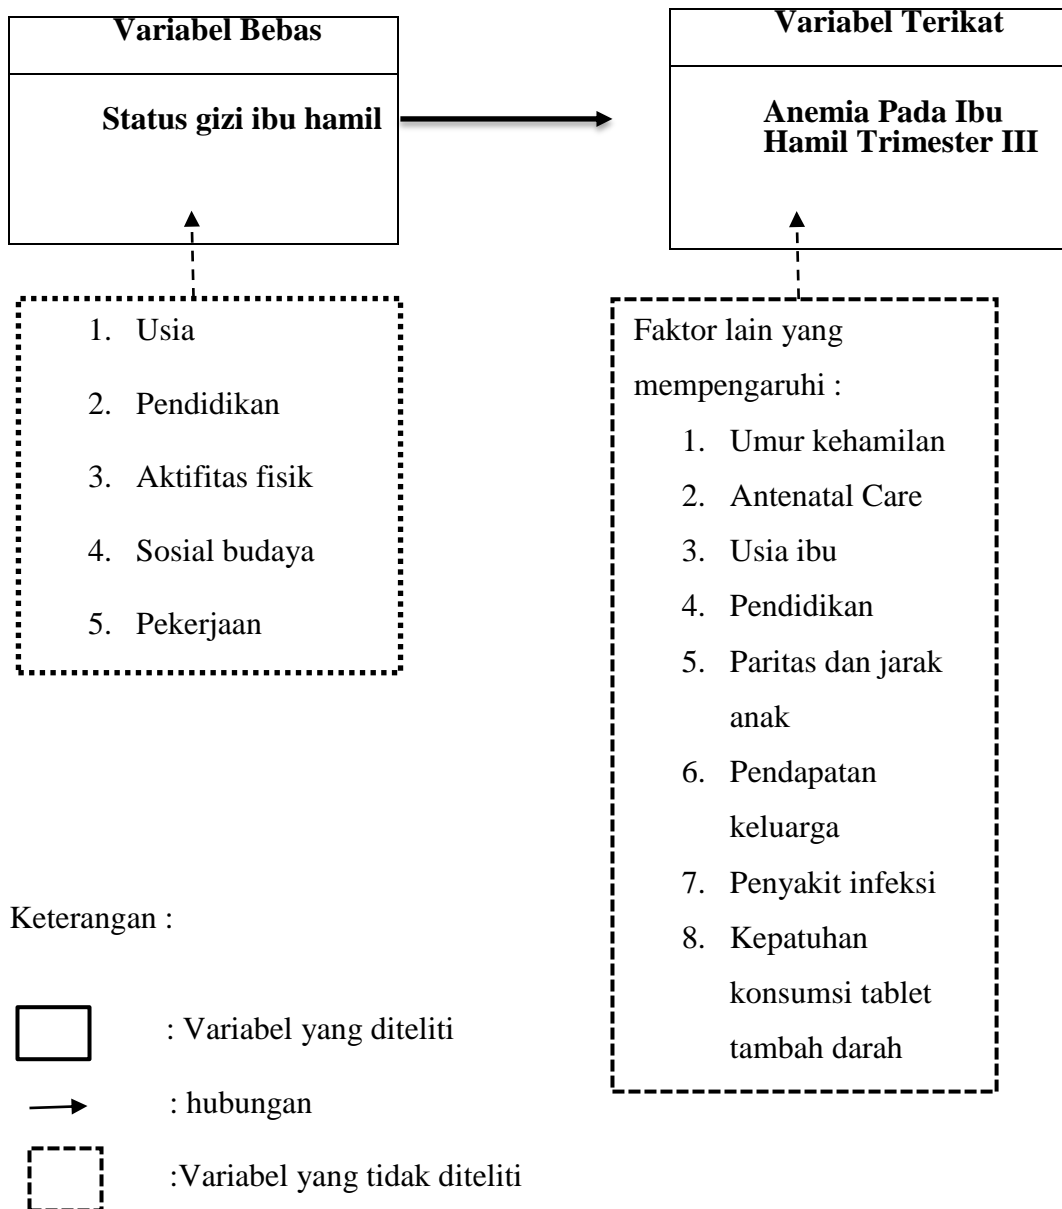 Variabel Bebas
Status gizi ibu hamil
Variabel Terikat
Anemia Pada Ibu
Hamil Trimester III
1. Usia
2. Pendidikan
3. Aktifitas fisik
4. Sosial budaya
5. Pekerjaan
Faktor lain yang
mempengaruhi :
1. Umur kehamilan
2. Antenatal Care
3. Usia ibu
4. Pendidikan
5. Paritas dan jarak
anak
6. Pendapatan
keluarga
7. Penyakit infeksi
8. Kepatuhan
konsumsi tablet
tambah darah
Keterangan :
: Variabel yang diteliti
: hubungan
:Variabel yang tidak diteliti